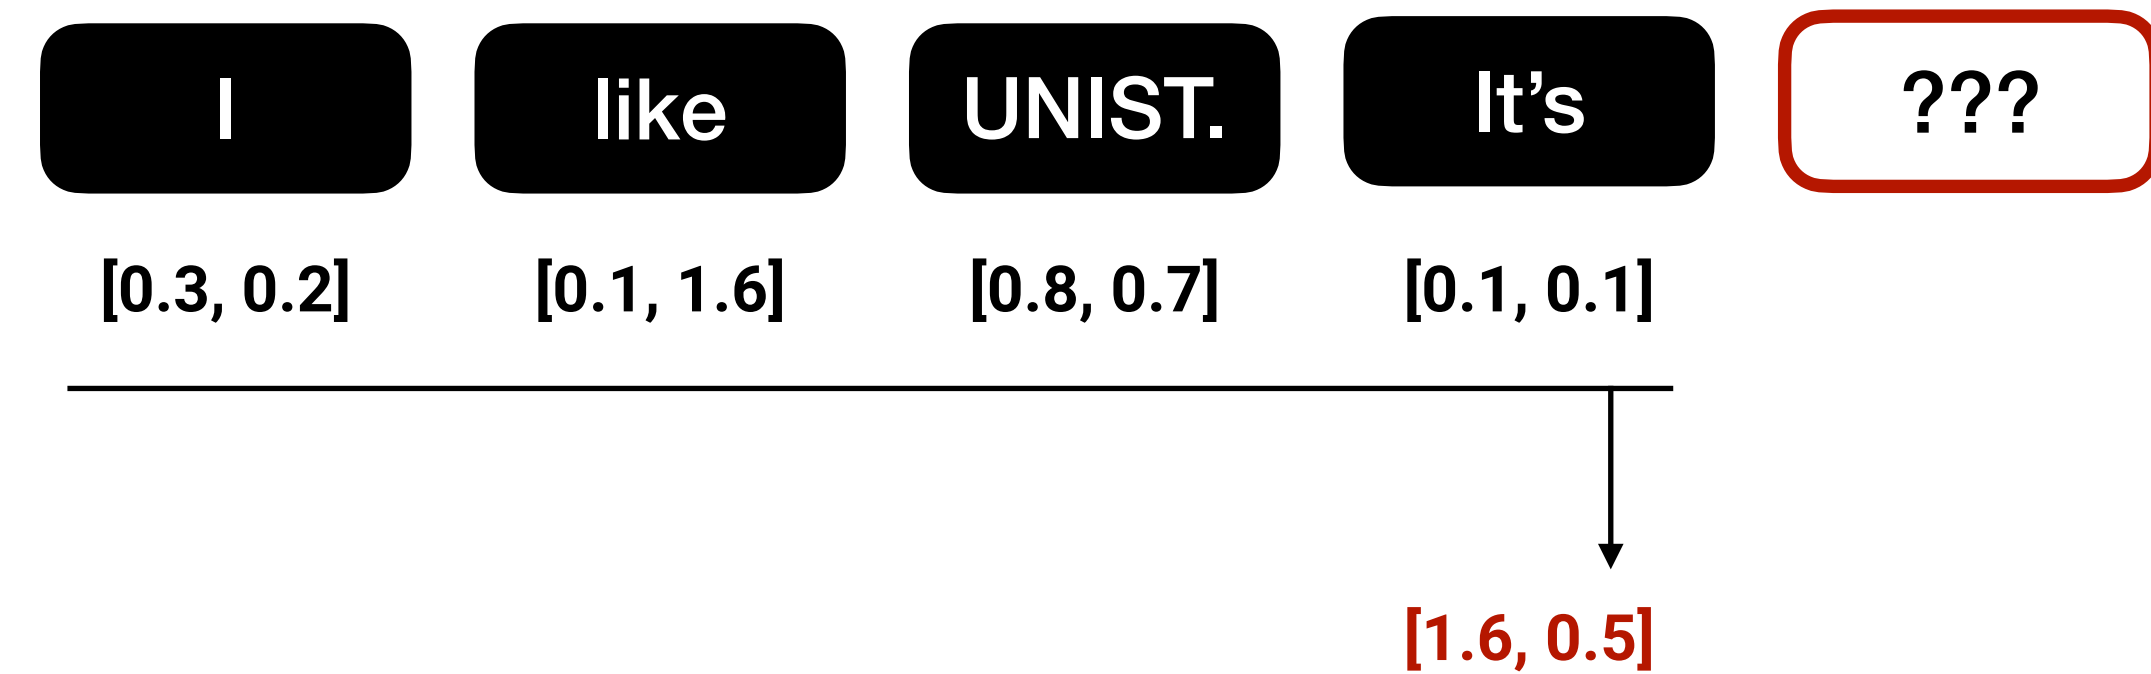 I like UNIST. It’s ???
[0.3, 0.2] [0.1, 1.6] [0.8, 0.7] [0.1, 0.1]
[1.6, 0.5]